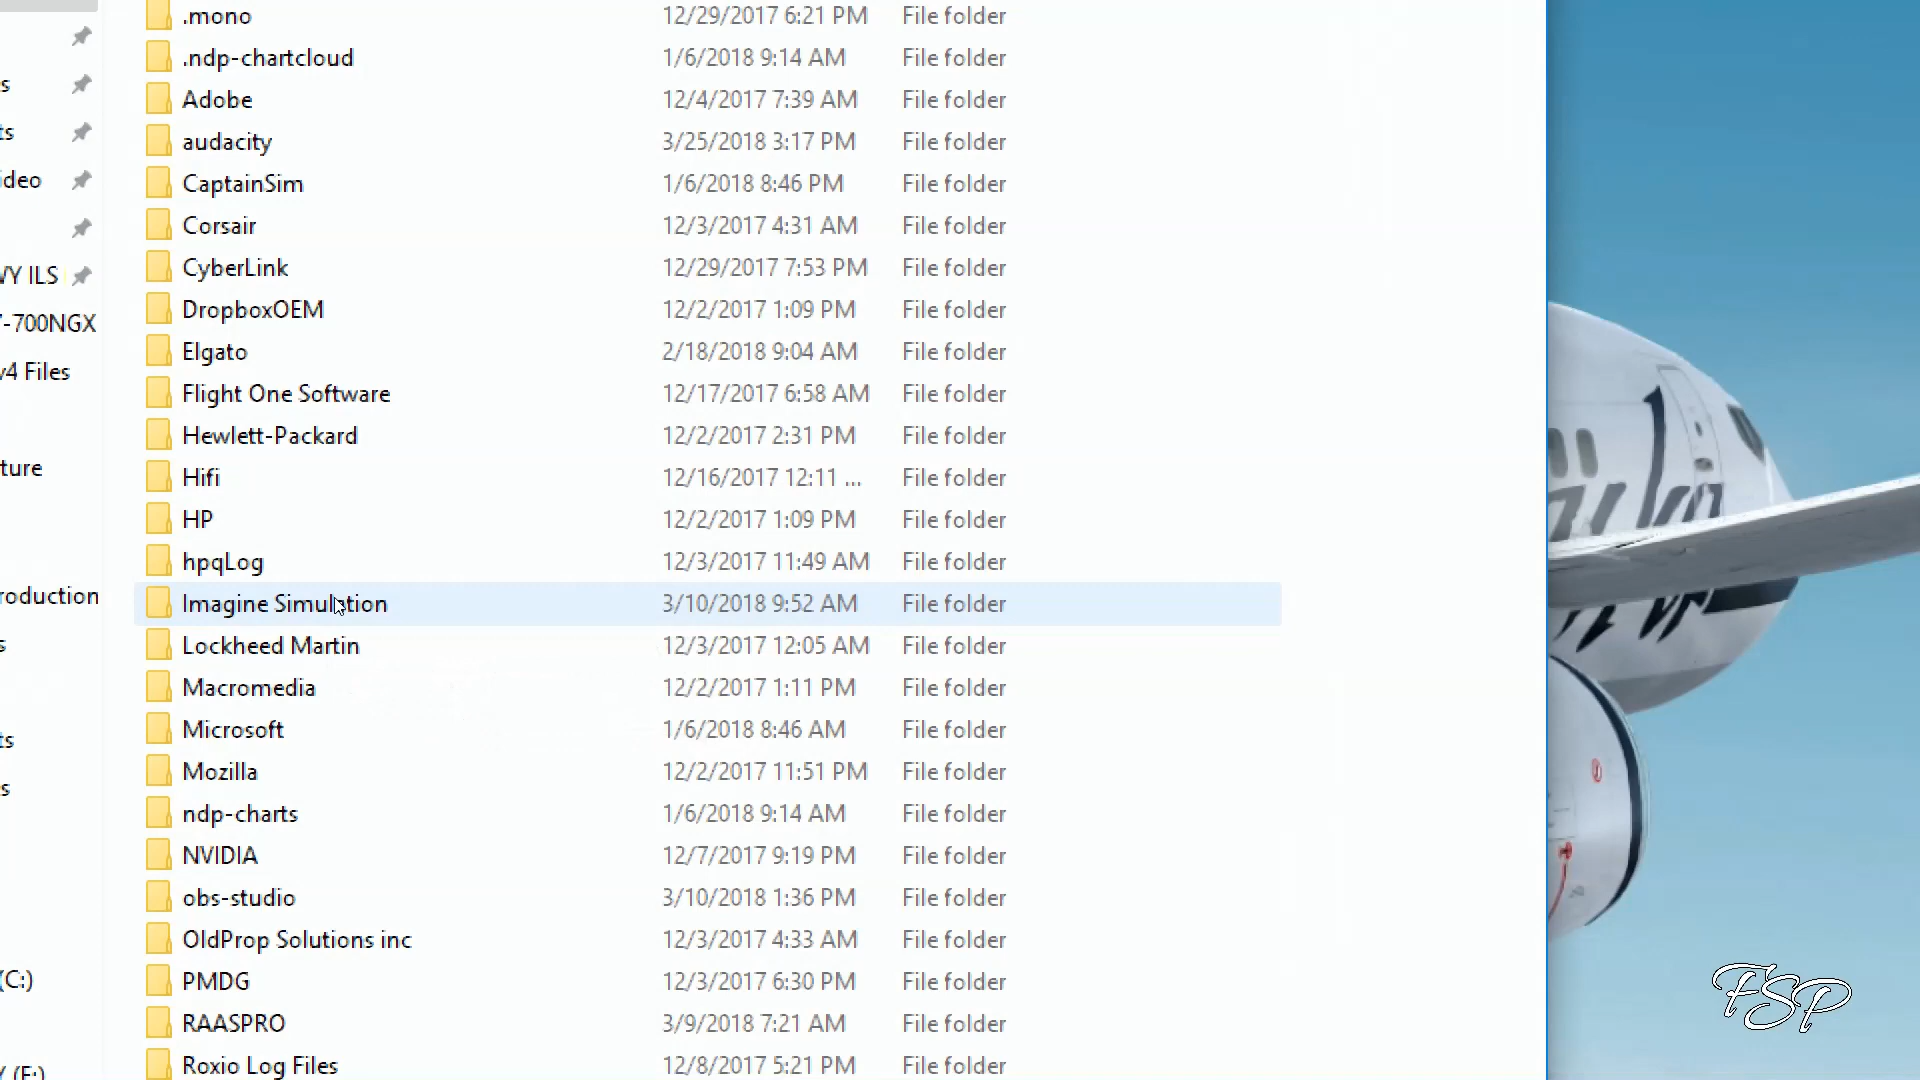 .mono 12/29/2017 6:21 PM File folder
.ndp-chartcloud 1/6/2018 9:14 AM File folder
Adobe 12/4/2017 7:39 AM File folder
s
audacity 3/25/2018 3:17 PM File folder
ts
CaptainSim 1/6/2018 8:46 PM File folder
ideo
Corsair 12/3/2017 4:31 AM File folder
CyberLink 12/29/2017 7:53 PM File folder
VY ILS
DropboxOEM 12/2/2017 1:09 PM File folder
7-700NGX
Elgato 2/18/2018 9:04 AM File folder
v4 Files
Flight One Software 12/17/2017 6:58 AM File folder
Hewlett-Packard 12/2/2017 2:31 PM File folder
ture
Hifi 12/16/2017 12:11 ... File folder
HP 12/2/2017 1:09 PM File folder
hpqLog 12/3/2017 11:49 AM File folder
roduction
Imagine Simulation 3/10/2018 9:52 AM File folder
s
Lockheed Martin 12/3/2017 12:05 AM File folder
Macromedia 12/2/2017 1:11 PM File folder
Microsoft 1/6/2018 8:46 AM File folder
ts
Mozilla 12/2/2017 11:51 PM File folder
s
ndp-charts 1/6/2018 9:14 AM File folder
NVIDIA 12/7/2017 9:19 PM File folder
obs-studio 3/10/2018 1:36 PM File folder
OldProp Solutions inc 12/3/2017 4:33 AM File folder
(C:)
PMDG 12/3/2017 6:30 PM File folder
RAASPRO 3/9/2018 7:21 AM File folder
Y (F:)
Roxio Log Files 12/8/2017 5:21 PM File folder
FSP